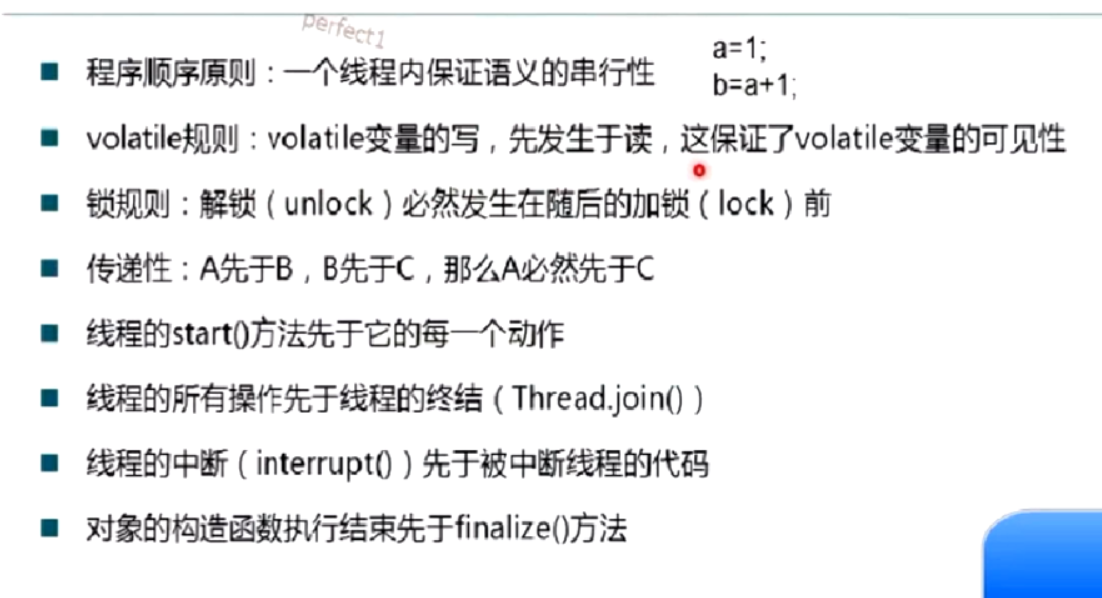 perfect1
程序顺序原则：一个线程内保证语义的串行性
a=1;
b=a+1;
volatile规则：volatile变量的写，先发生于读，这保证了volatile变量的可见性
锁规则：解锁（unlock）必然发生在随后的加锁（lock）前
传递性：A先于B，B先于C，那么A必然先于C
线程的start()方法先于它的每一个动作
线程的所有操作先于线程的终结（Thread.join()）
线程的中断（interrupt()）先于被中断线程的代码
对象的构造函数执行结束先于finalize()方法